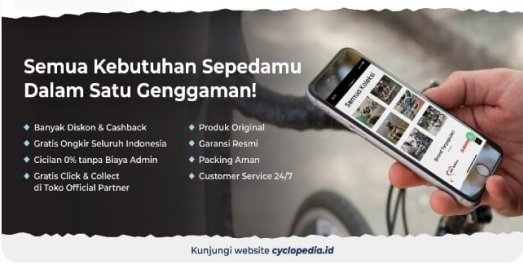 Semua Kebutuhan Sepedamu
Dalam Satu Genggaman!
Banyak Diskon & Cashback
Gratis Ongkir Seluruh Indonesia
Cicilan 0% tanpa Biaya Admin
Gratis Click & Collect
di Toko Official Partner
Produk Original
Garansi Resmi
Packing Aman
Customer Service 24/7
Semua Koleksi
Brand Terpopuler
Kunjungi website cyclopedia.id